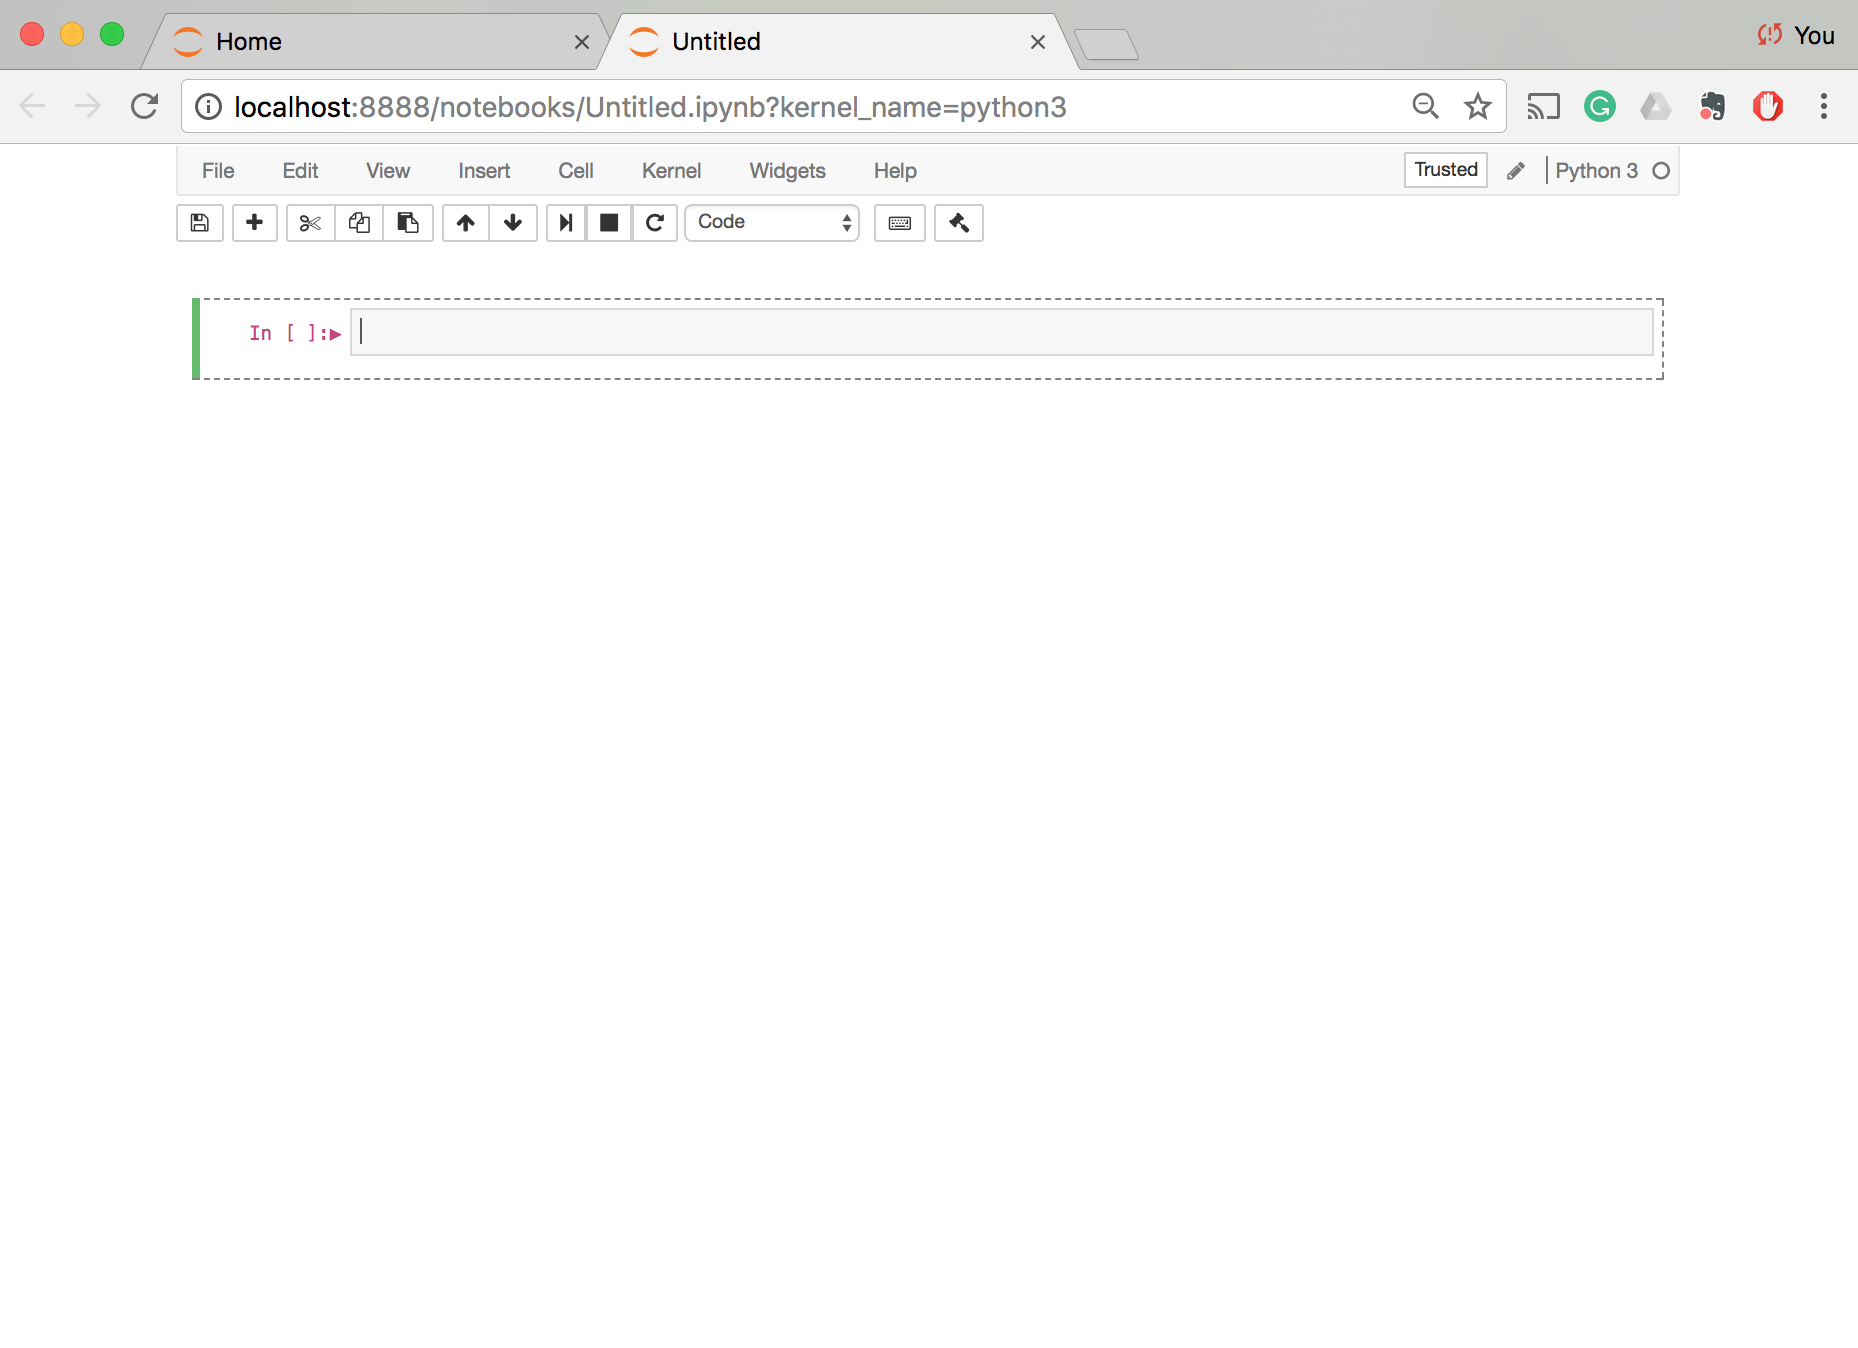 Home Untitled You
localhost:8888/notebooks/Untitled.ipynb?kernel_name=python3
File Edit View Insert Cell Kernel Widgets Help Trusted Python 3
Code
In [ ]: